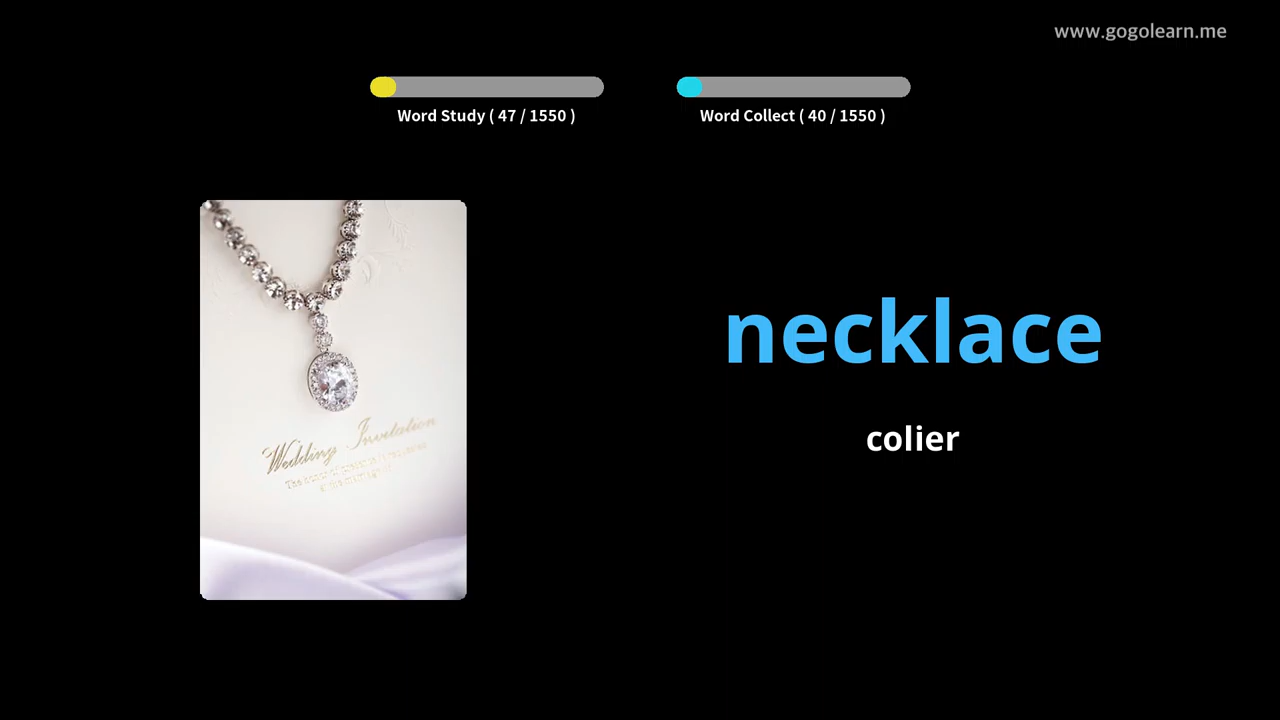 www.gogolearn.me
Word Study ( 47 / 1550 )
Word Collect ( 40 / 1550 )
necklace
colier
Wedding Invitation